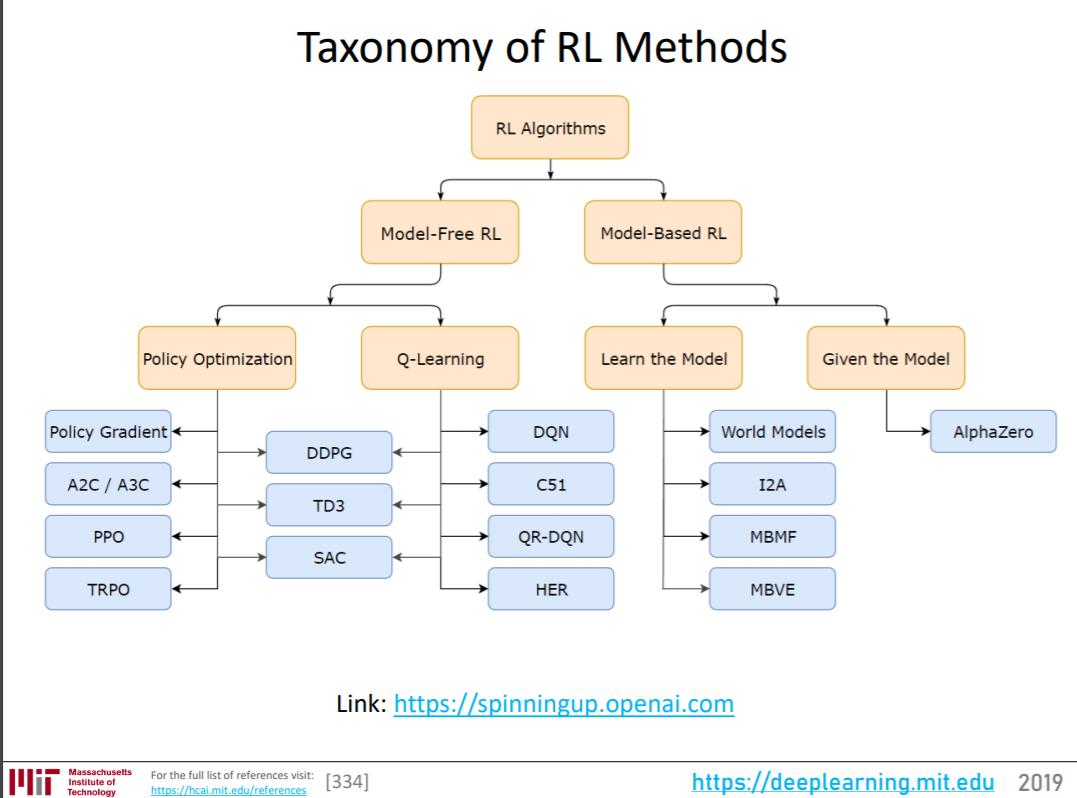 Taxonomy of RL Methods
RL Algorithms
Model-Free RL
Model-Based RL
Policy Optimization
Q-Learning
Learn the Model
Given the Model
Policy Gradient
DDPG
DQN
World Models
AlphaZero
A2C / A3C
TD3
C51
I2A
PPO
SAC
QR-DQN
MBMF
TRPO
HER
MBVE
Link: https://spinningup.openai.com
Massachusetts
Institute of
Technology
For the full list of references visit:
https://hcai.mit.edu/references
[334]
https://deeplearning.mit.edu 2019